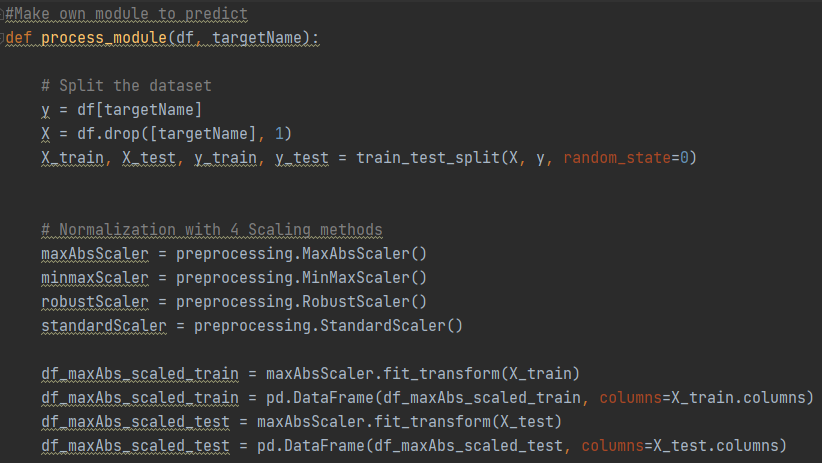 #Make own module to predict
def process_module(df, targetName):
# Split the dataset
y = df[targetName]
X = df.drop([targetName], 1)
X_train, X_test, y_train, y_test = train_test_split(X, y, random_state=0)
# Normalization with 4 Scaling methods
maxAbsScaler = preprocessing.MaxAbsScaler()
minmaxScaler = preprocessing.MinMaxScaler()
robustScaler = preprocessing.RobustScaler()
standardScaler = preprocessing.StandardScaler()
df_maxAbs_scaled_train = maxAbsScaler.fit_transform(X_train)
df_maxAbs_scaled_train = pd.DataFrame(df_maxAbs_scaled_train, columns=X_train.columns)
df_maxAbs_scaled_test = maxAbsScaler.fit_transform(X_test)
df_maxAbs_scaled_test = pd.DataFrame(df_maxAbs_scaled_test, columns=X_test.columns)